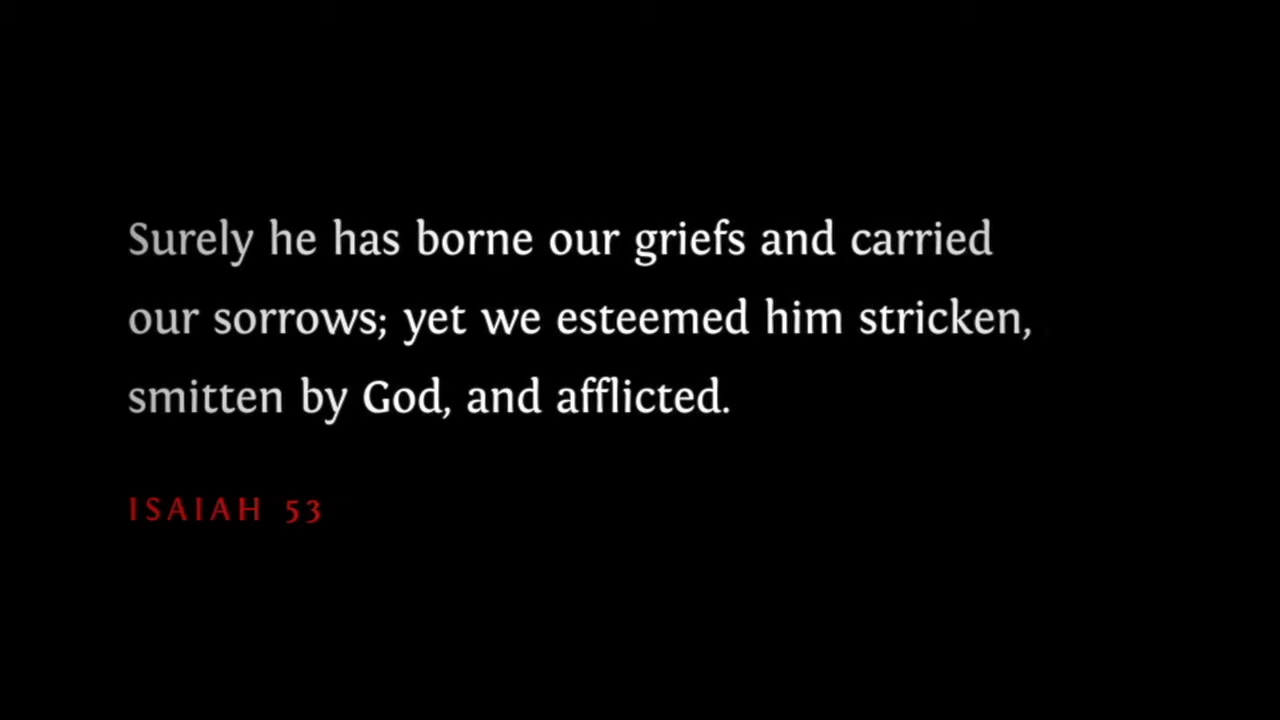 Surely he has borne our griefs and carried
our sorrows; yet we esteemed him stricken,
smitten by God, and afflicted.
ISAIAH 53